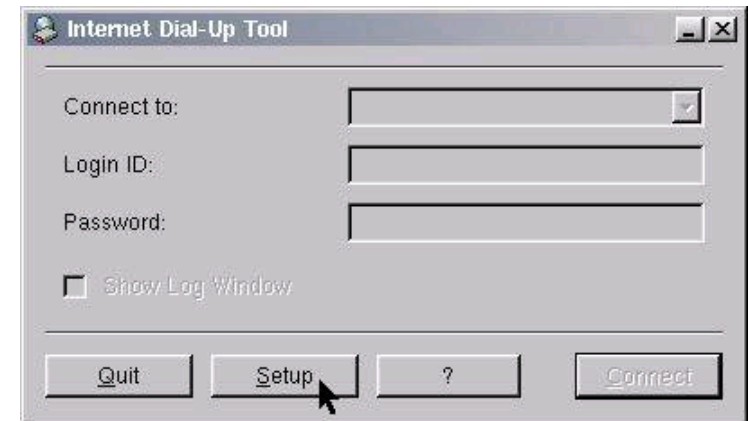 Internet Dial-Up Tool
Connect to:
Login ID:
Password:
Show Log Window
Quit Setup ? Connect